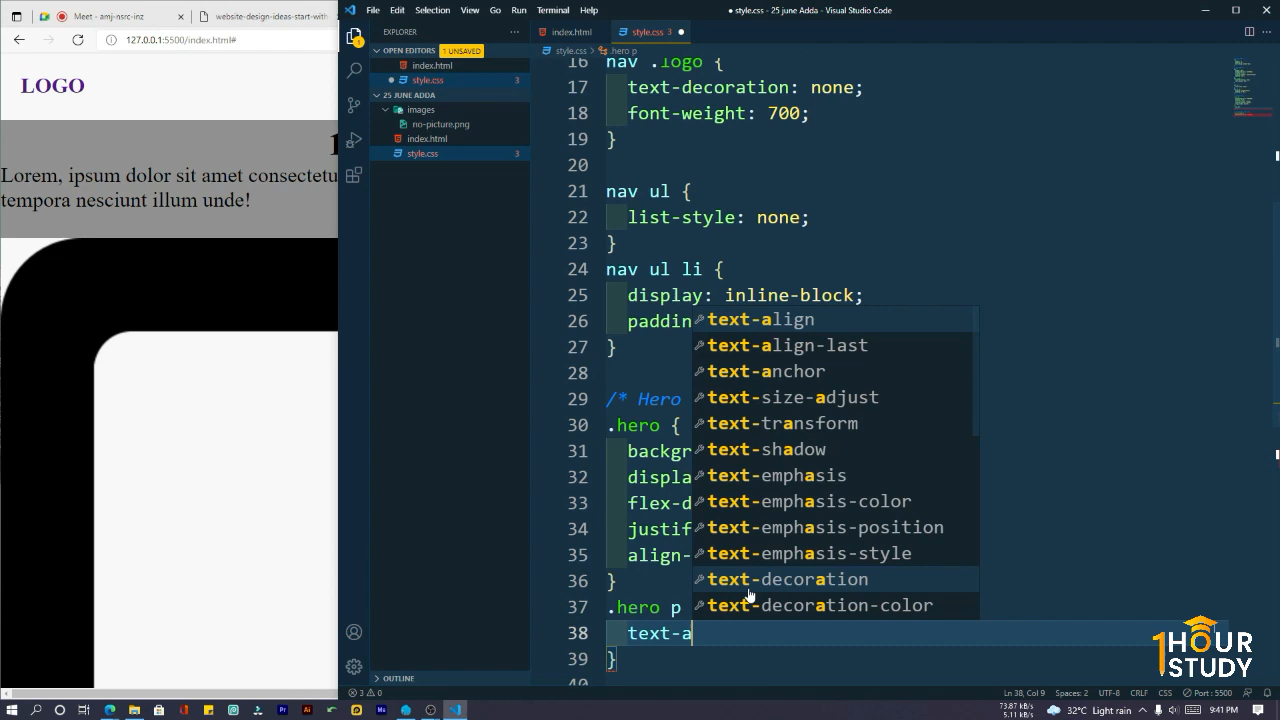 Meet - amj-nsrc-inz
website-design-ideas-start-with
127.0.0.1:5500/index.html#
LOGO
Lorem, ipsum dolor sit amet consectetu
tempora nesciunt illum unde!
File Edit Selection View Go Run Terminal Help
● style.css - 25 june Adda - Visual Studio Code
EXPLORER
OPEN EDITORS 1 UNSAVED
index.html
style.css 3
25 JUNE ADDA
images
no-picture.png
index.html
style.css 3
OUTLINE
index.html
style.css 3
style.css > .hero p
16 nav .logo {
17 text-decoration: none;
18 font-weight: 700;
19 }
20
21 nav ul {
22 list-style: none;
23 }
24 nav ul li {
25 display: inline-block;
26 paddin
27 }
28
29 /* Hero
30 .hero {
31 backgr
32 displa
33 flex-d
34 justif
35 align-
36 }
37 .hero p
38 text-a
39 }
40
text-align
text-align-last
text-anchor
text-size-adjust
text-transform
text-shadow
text-emphasis
text-emphasis-color
text-emphasis-position
text-emphasis-style
text-decoration
text-decoration-color
1HOUR
STUDY
3 0
Ln 38, Col 9 Spaces: 2 UTF-8 CRLF CSS Port : 5500
73.87 kB/s
5.11 kB/s
32°C Light rain
9:41 PM